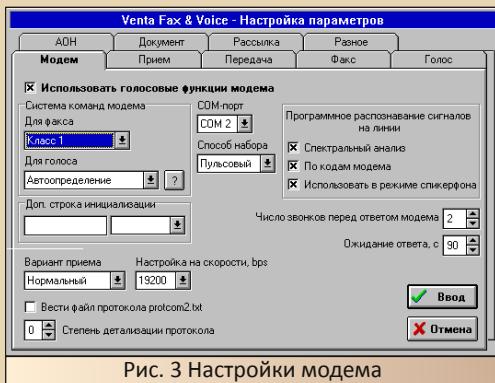 Venta Fax & Voice - Настройка параметров
АОН Документ Рассылка Разное
Модем Прием Передача Факс Голос
Использовать голосовые функции модема
Система команд модема
Для факса
Класс 1
Для голоса
Автоопределение ?
Доп. строка инициализации
COM-порт
COM 2
Способ набора
Пульсовый
Программное распознавание сигналов
на линии
Спектральный анализ
По кодам модема
Использовать в режиме спикерфона
Число звонков перед ответом модема 2
Ожидание ответа, с 90
Вариант приема
Нормальный
Настройка на скорости, bps
19200
Вести файл протокола protcom2.txt
0 Степень детализации протокола
Ввод
Отмена
Рис. 3 Настройки модема